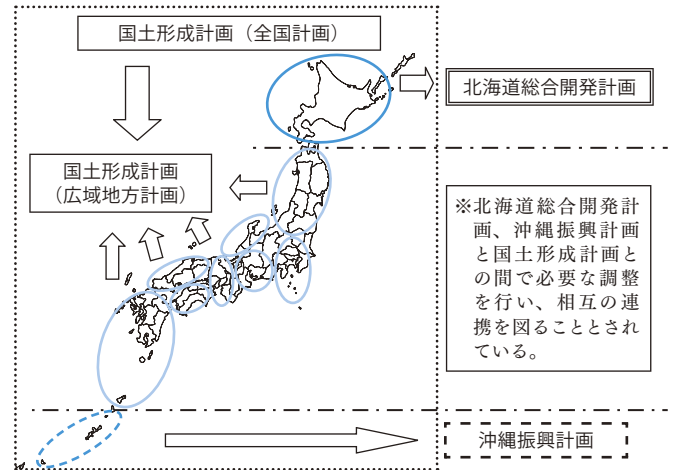 国土形成計画（全国計画）
北海道総合開発計画
国土形成計画
（広域地方計画）
※北海道総合開発計
画、沖縄振興計画
と国土形成計画と
の間で必要な調整
を行い、相互の連
携を図ることとされ
ている。
沖縄振興計画